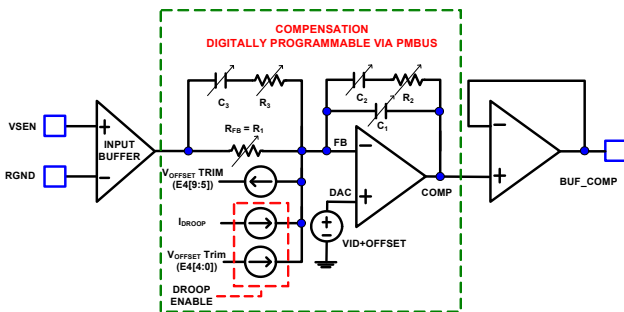 COMPENSATION
DIGITALLY PROGRAMMABLE VIA PMBUS
C3
R3
C2
R2
C1
VSEN
RGND
INPUT
BUFFER
RFB = R1
FB
VOFFSET TRIM
(E4[9:5])
DAC
COMP
BUF_COMP
IDROOP
VID+OFFSET
VOFFSET Trim
(E4[4:0])
DROOP
ENABLE